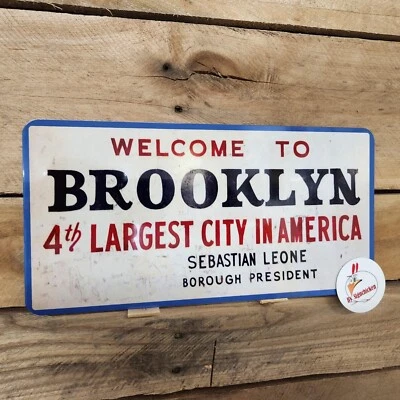 WELCOME TO
BROOKLYN
4th LARGEST CITY IN AMERICA
SEBASTIAN LEONE
BOROUGH PRESIDENT